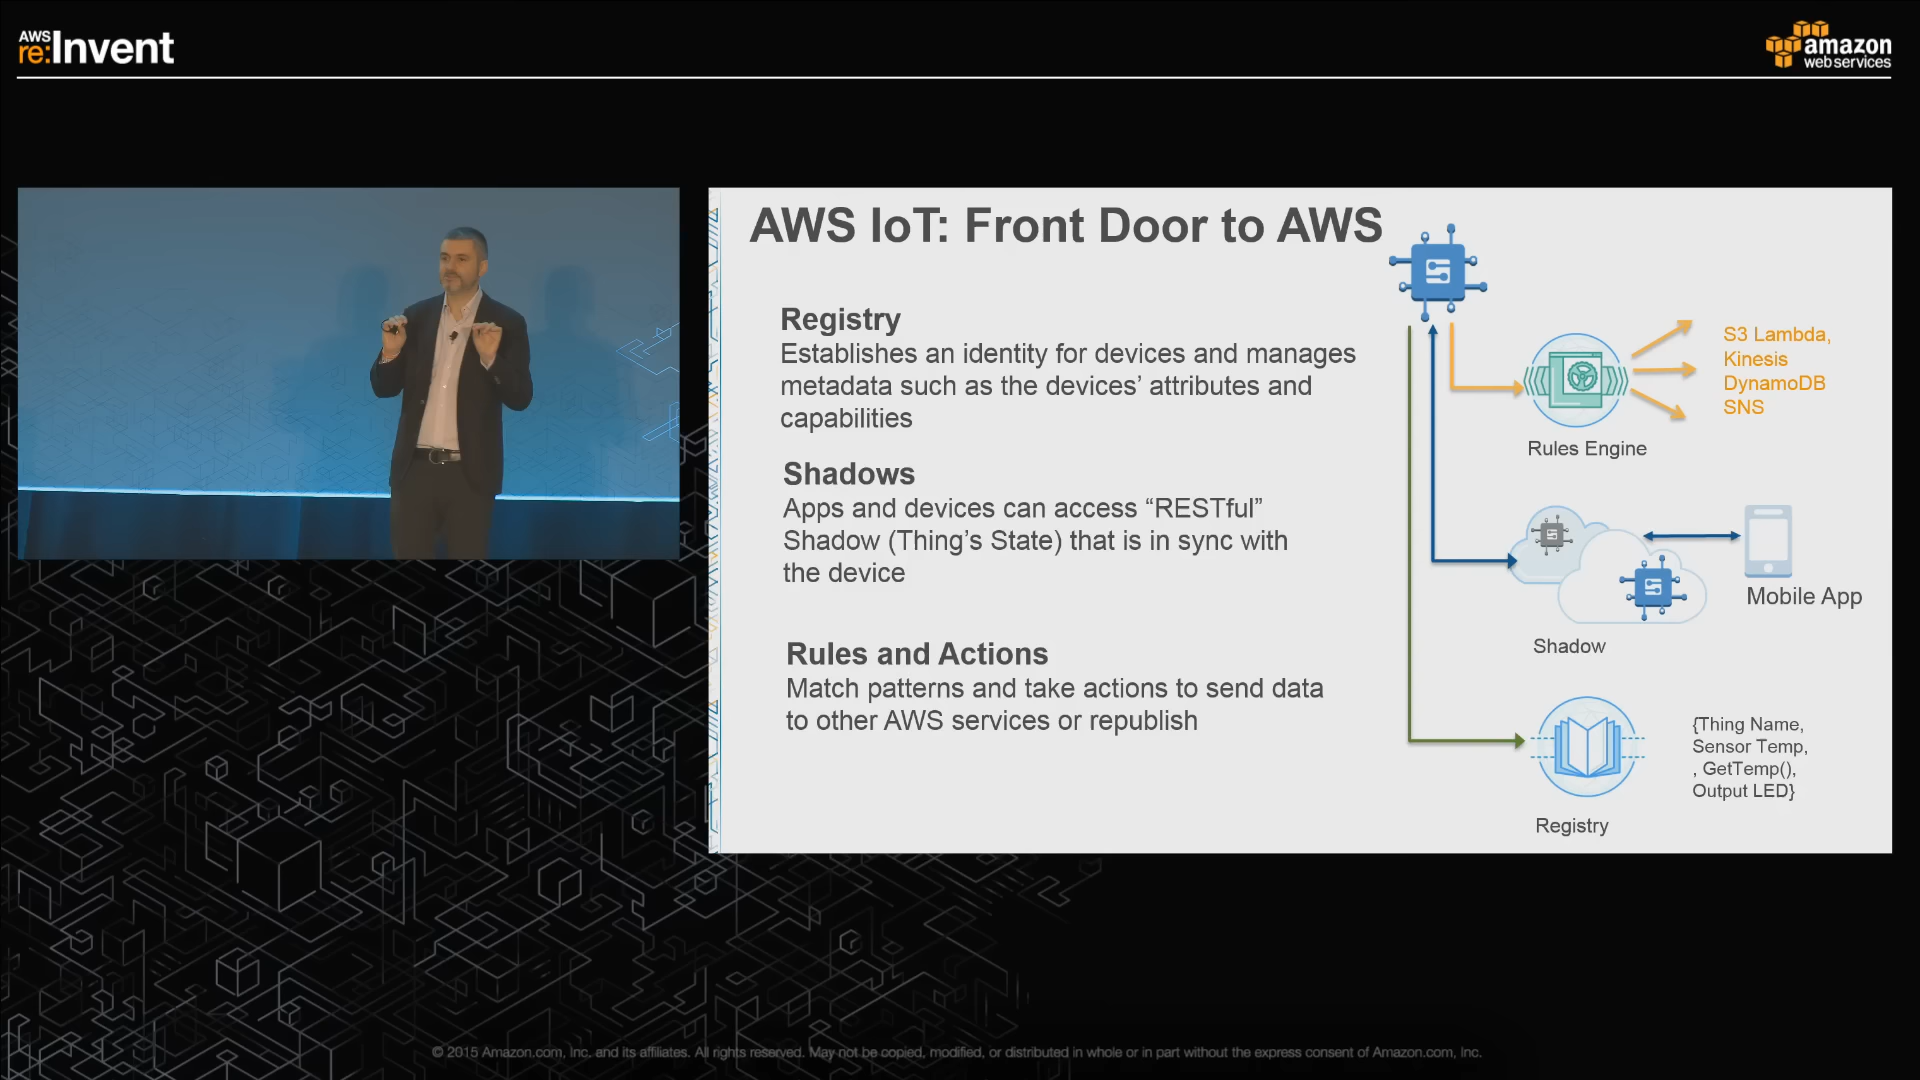 AWS
re:Invent
amazon
web services
AWS IoT: Front Door to AWS
Registry
Establishes an identity for devices and manages
metadata such as the devices’ attributes and
capabilities
Shadows
Apps and devices can access “RESTful”
Shadow (Thing’s State) that is in sync with
the device
Rules and Actions
Match patterns and take actions to send data
to other AWS services or republish
S3 Lambda,
Kinesis
DynamoDB
SNS
Rules Engine
Mobile App
Shadow
{Thing Name,
Sensor Temp,
, GetTemp(),
Output LED}
Registry
© 2015 Amazon.com, Inc. and its affiliates. All rights reserved. May not be copied, modified, or distributed in whole or in part without the express consent of Amazon.com, Inc.